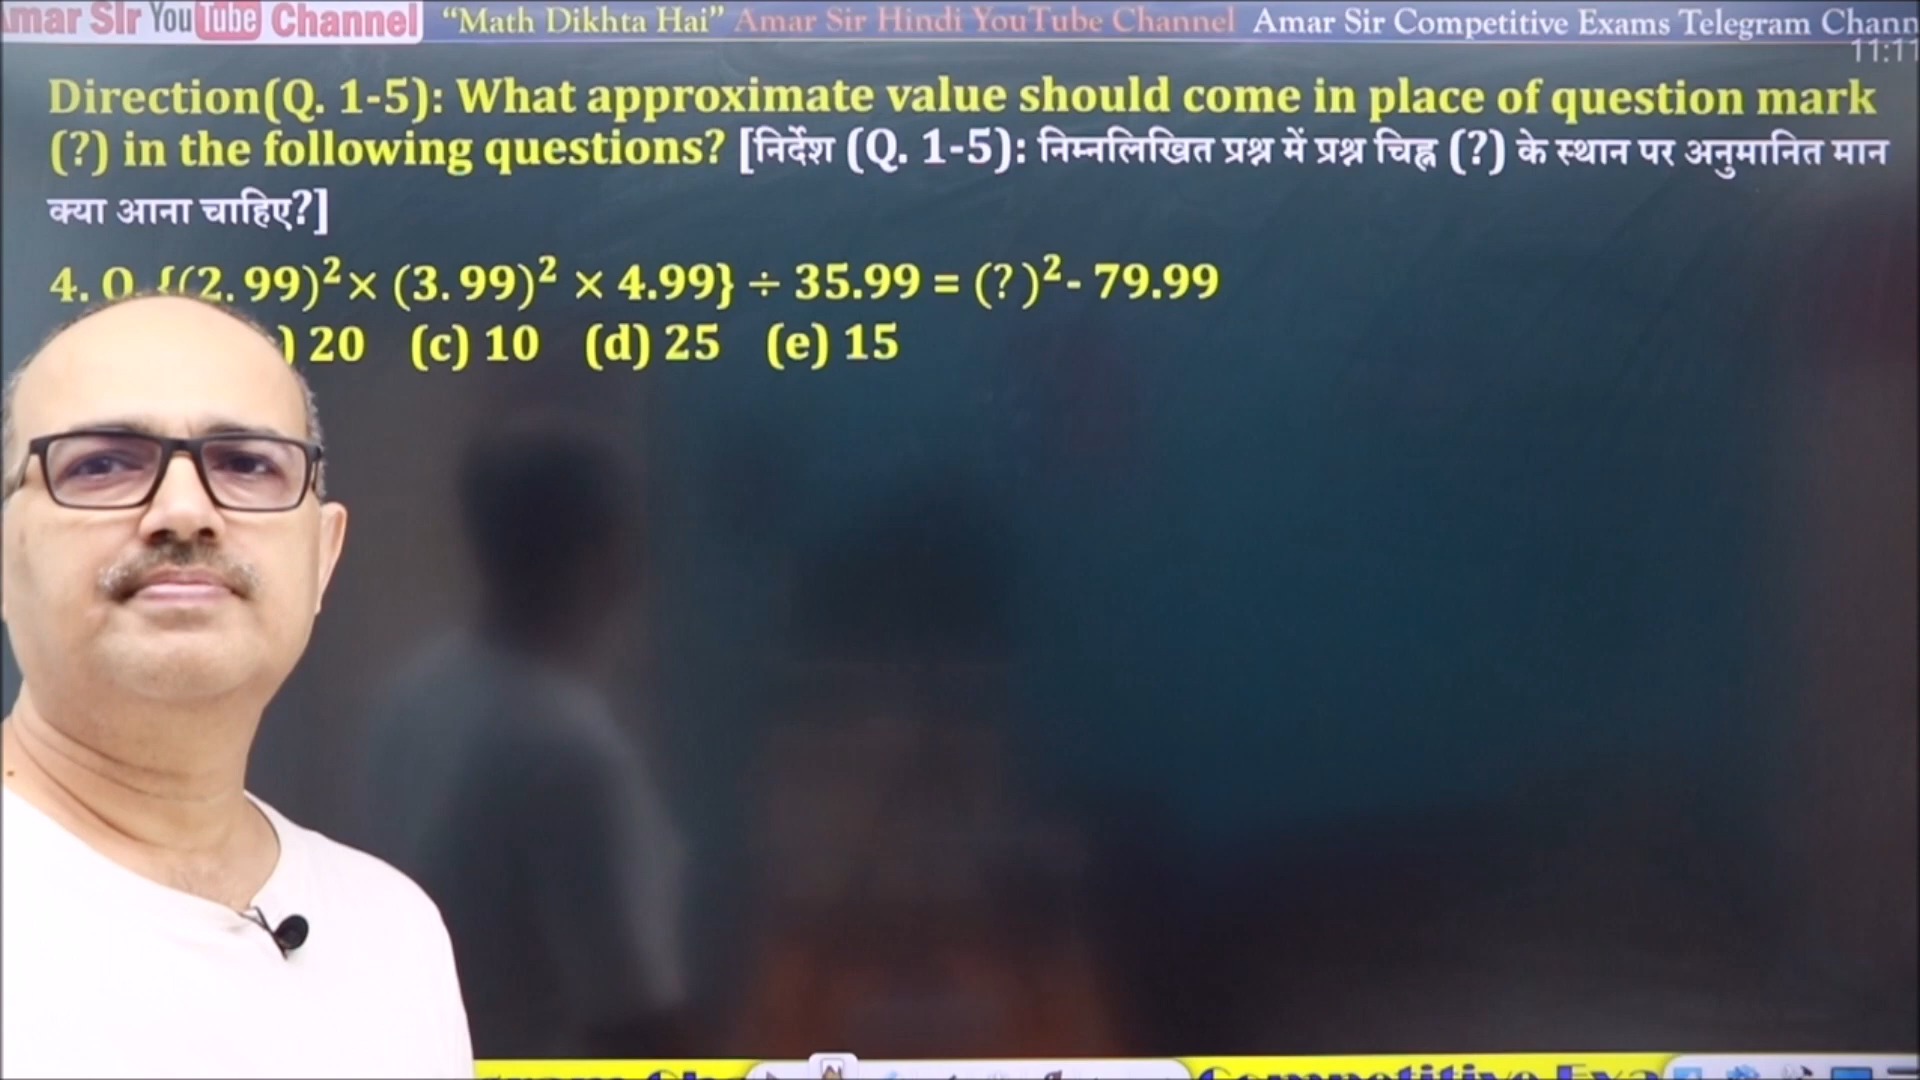 Amar Sir YouTube Channel "Math Dikhta Hai" Amar Sir Hindi YouTube Channel Amar Sir Competitive Exams Telegram Chann
11:11
Direction(Q. 1-5): What approximate value should come in place of question mark
(?) in the following questions? [निर्देश (Q. 1-5): निम्नलिखित प्रश्न में प्रश्न चिह्न (?) के स्थान पर अनुमानित मान
क्या आना चाहिए?]
4. Q. {(2.99)² × (3.99)² × 4.99} ÷ 35.99 = (?)² - 79.99
) 20 (c) 10 (d) 25 (e) 15
Competitive Exa